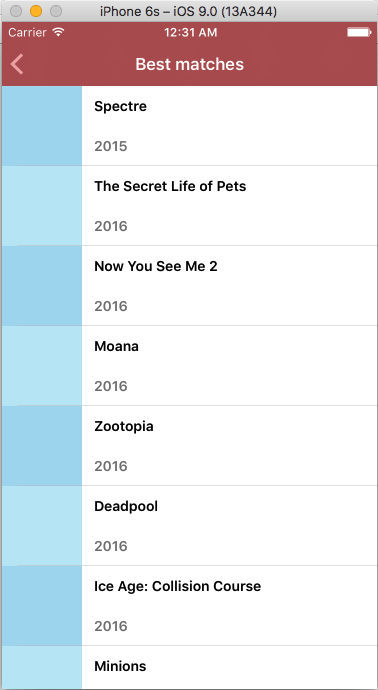 iPhone 6s – iOS 9.0 (13A344)
Carrier 12:31 AM
Best matches
Spectre
2015
The Secret Life of Pets
2016
Now You See Me 2
2016
Moana
2016
Zootopia
2016
Deadpool
2016
Ice Age: Collision Course
2016
Minions